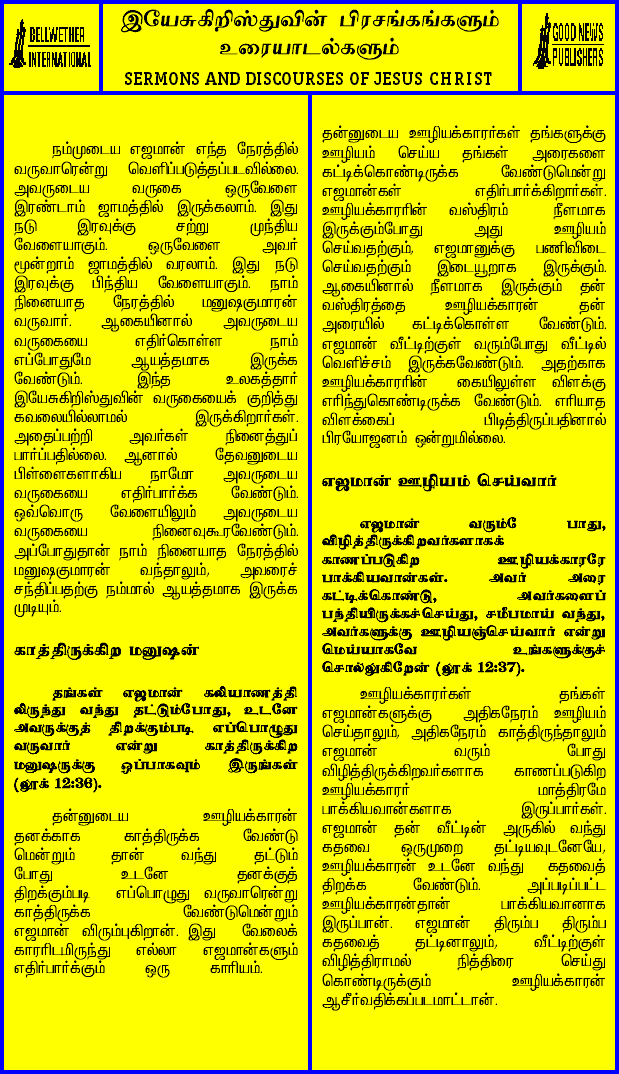 BELLWETHER
INTERNATIONAL
இயேசுகிறிஸ்துவின் பிரசங்கங்களும்
உரையாடல்களும்
SERMONS AND DISCOURSES OF JESUS CHRIST
GOOD NEWS
PUBLISHERS
நம்முடைய எஜமான் எந்த நேரத்தில்
வருவாரென்று வெளிப்படுத்தப்படவில்லை.
அவருடைய வருகை ஒருவேளை
இரண்டாம் ஜாமத்தில் இருக்கலாம். இது
நடு இரவுக்கு சற்று முந்திய
வேளையாகும். ஒருவேளை அவர்
மூன்றாம் ஜாமத்தில் வரலாம். இது நடு
இரவுக்கு பிந்திய வேளையாகும். நாம்
நினையாத நேரத்தில் மனுஷகுமாரன்
வருவார். ஆகையினால் அவருடைய
வருகையை எதிர்கொள்ள நாம்
எப்போதுமே ஆயத்தமாக இருக்க
வேண்டும். இந்த உலகத்தார்
இயேசுகிறிஸ்துவின் வருகையைக் குறித்து
கவலையில்லாமல் இருக்கிறார்கள்.
அதைப்பற்றி அவர்கள் நினைத்துப்
பார்ப்பதில்லை. ஆனால் தேவனுடைய
பிள்ளைகளாகிய நாமோ அவருடைய
வருகையை எதிர்பார்க்க வேண்டும்.
ஒவ்வொரு வேளையிலும் அவருடைய
வருகையை நினைவுகூரவேண்டும்.
அப்போதுதான் நாம் நினையாத நேரத்தில்
மனுஷகுமாரன் வந்தாலும், அவரைச்
சந்திப்பதற்கு நம்மால் ஆயத்தமாக இருக்க
முடியும்.
காத்திருக்கிற மனுஷன்
தங்கள் எஜமான் கலியாணத்தி
லிருந்து வந்து தட்டும்போது, உடனே
அவருக்குத் திறக்கும்படி எப்பொழுது
வருவார் என்று காத்திருக்கிற
மனுஷருக்கு ஒப்பாகவும் இருங்கள்
(லூக் 12:36).
தன்னுடைய ஊழியக்காரன்
தனக்காக காத்திருக்க வேண்டு
மென்றும் தான் வந்து தட்டும்
போது உடனே தனக்குத்
திறக்கும்படி எப்பொழுது வருவாரென்று
காத்திருக்க வேண்டுமென்றும்
எஜமான் விரும்புகிறான். இது வேலைக்
காரரிடமிருந்து எல்லா எஜமான்களும்
எதிர்பார்க்கும் ஒரு காரியம்.
தன்னுடைய ஊழியக்காரர்கள் தங்களுக்கு
ஊழியம் செய்ய தங்கள் அரைகளை
கட்டிக்கொண்டிருக்க வேண்டுமென்று
எஜமான்கள் எதிர்பார்க்கிறார்கள்.
ஊழியக்காரரின் வஸ்திரம் நீளமாக
இருக்கும்போது அது ஊழியம்
செய்வதற்கும், எஜமானுக்கு பணிவிடை
செய்வதற்கும் இடையூறாக இருக்கும்.
ஆகையினால் நீளமாக இருக்கும் தன்
வஸ்திரத்தை ஊழியக்காரன் தன்
அரையில் கட்டிக்கொள்ள வேண்டும்.
எஜமான் வீட்டிற்குள் வரும்போது வீட்டில்
வெளிச்சம் இருக்கவேண்டும். அதற்காக
ஊழியக்காரரின் கையிலுள்ள விளக்கு
எரிந்துகொண்டிருக்க வேண்டும். எரியாத
விளக்கைப் பிடித்திருப்பதினால்
பிரயோஜனம் ஒன்றுமில்லை.
எஜமான் ஊழியம் செய்வார்
எஜமான் வரும்பே பாது,
விழித்திருக்கிறவர்களாகக்
காணப்படுகிற ஊழியக்காரரே
பாக்கியவான்கள். அவர் அரை
கட்டிக்கொண்டு, அவர்களைப்
பந்தியிருக்கச்செய்து, சமீபமாய் வந்து,
அவர்களுக்கு ஊழியஞ்செய்வார் என்று
மெய்யாகவே உங்களுக்குச்
சொல்லுகிறேன் (லூக் 12:37).
ஊழியக்காரர்கள் தங்கள்
எஜமான்களுக்கு அதிகநேரம் ஊழியம்
செய்தாலும், அதிகநேரம் காத்திருந்தாலும்
எஜமான் வரும் போது
விழித்திருக்கிறவர்களாக காணப்படுகிற
ஊழியக்காரர் மாத்திரமே
பாக்கியவான்களாக இருப்பார்கள்.
எஜமான் தன் வீட்டின் அருகில் வந்து
கதவை ஒருமுறை தட்டியவுடனேயே,
ஊழியக்காரன் உடனே வந்து கதவைத்
திறக்க வேண்டும். அப்படிப்பட்ட
ஊழியக்காரன்தான் பாக்கியவானாக
இருப்பான். எஜமான் திரும்ப திரும்ப
கதவைத் தட்டினாலும், வீட்டிற்குள்
விழித்திராமல் நித்திரை செய்து
கொண்டிருக்கும் ஊழியக்காரன்
ஆசீர்வதிக்கப்படமாட்டான்.